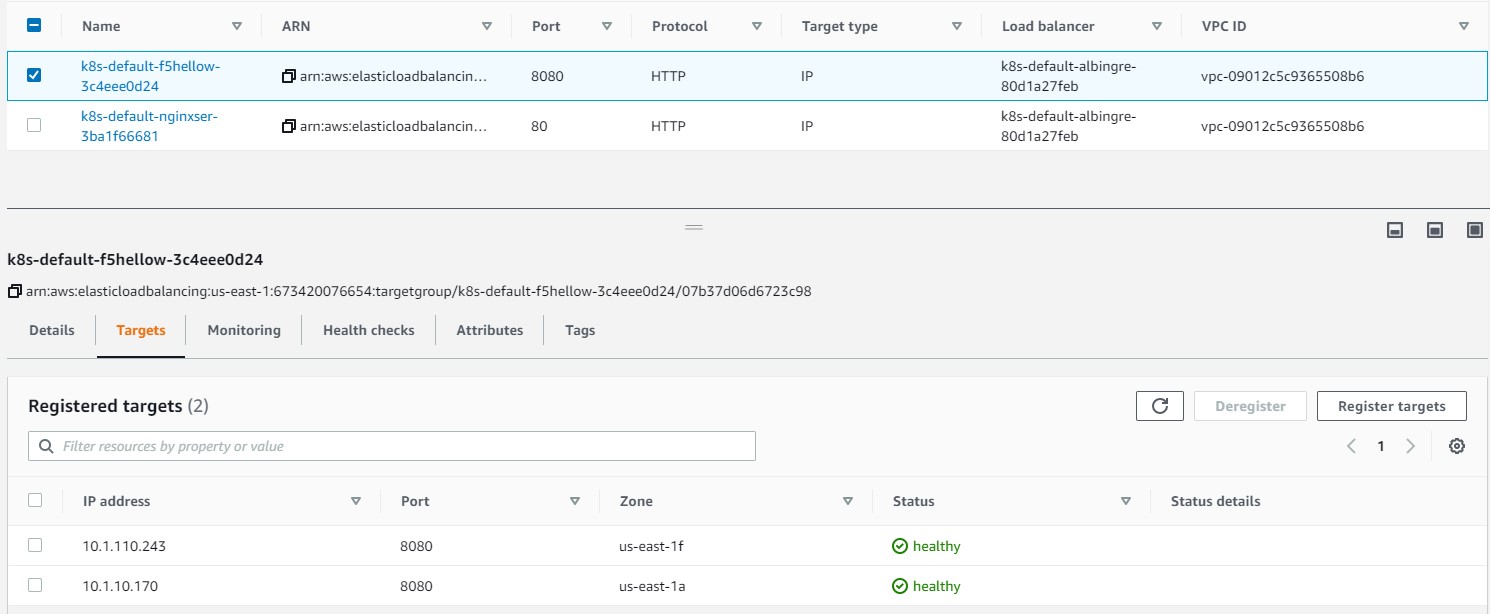 Name ARN Port Protocol Target type Load balancer VPC ID
k8s-default-f5hellow-
3c4eee0d24
arn:aws:elasticloadbalancin... 8080 HTTP IP
k8s-default-albingre-
80d1a27feb
vpc-09012c5c9365508b6
k8s-default-nginxser-
3ba1f66681
arn:aws:elasticloadbalancin... 80 HTTP IP
k8s-default-albingre-
80d1a27feb
vpc-09012c5c9365508b6
k8s-default-f5hellow-3c4eee0d24
arn:aws:elasticloadbalancing:us-east-1:673420076654:targetgroup/k8s-default-f5hellow-3c4eee0d24/07b37d06d6723c98
Details Targets Monitoring Health checks Attributes Tags
Registered targets (2)
Deregister Register targets
Filter resources by property or value
1
IP address Port Zone Status Status details
10.1.110.243 8080 us-east-1f healthy
10.1.10.170 8080 us-east-1a healthy